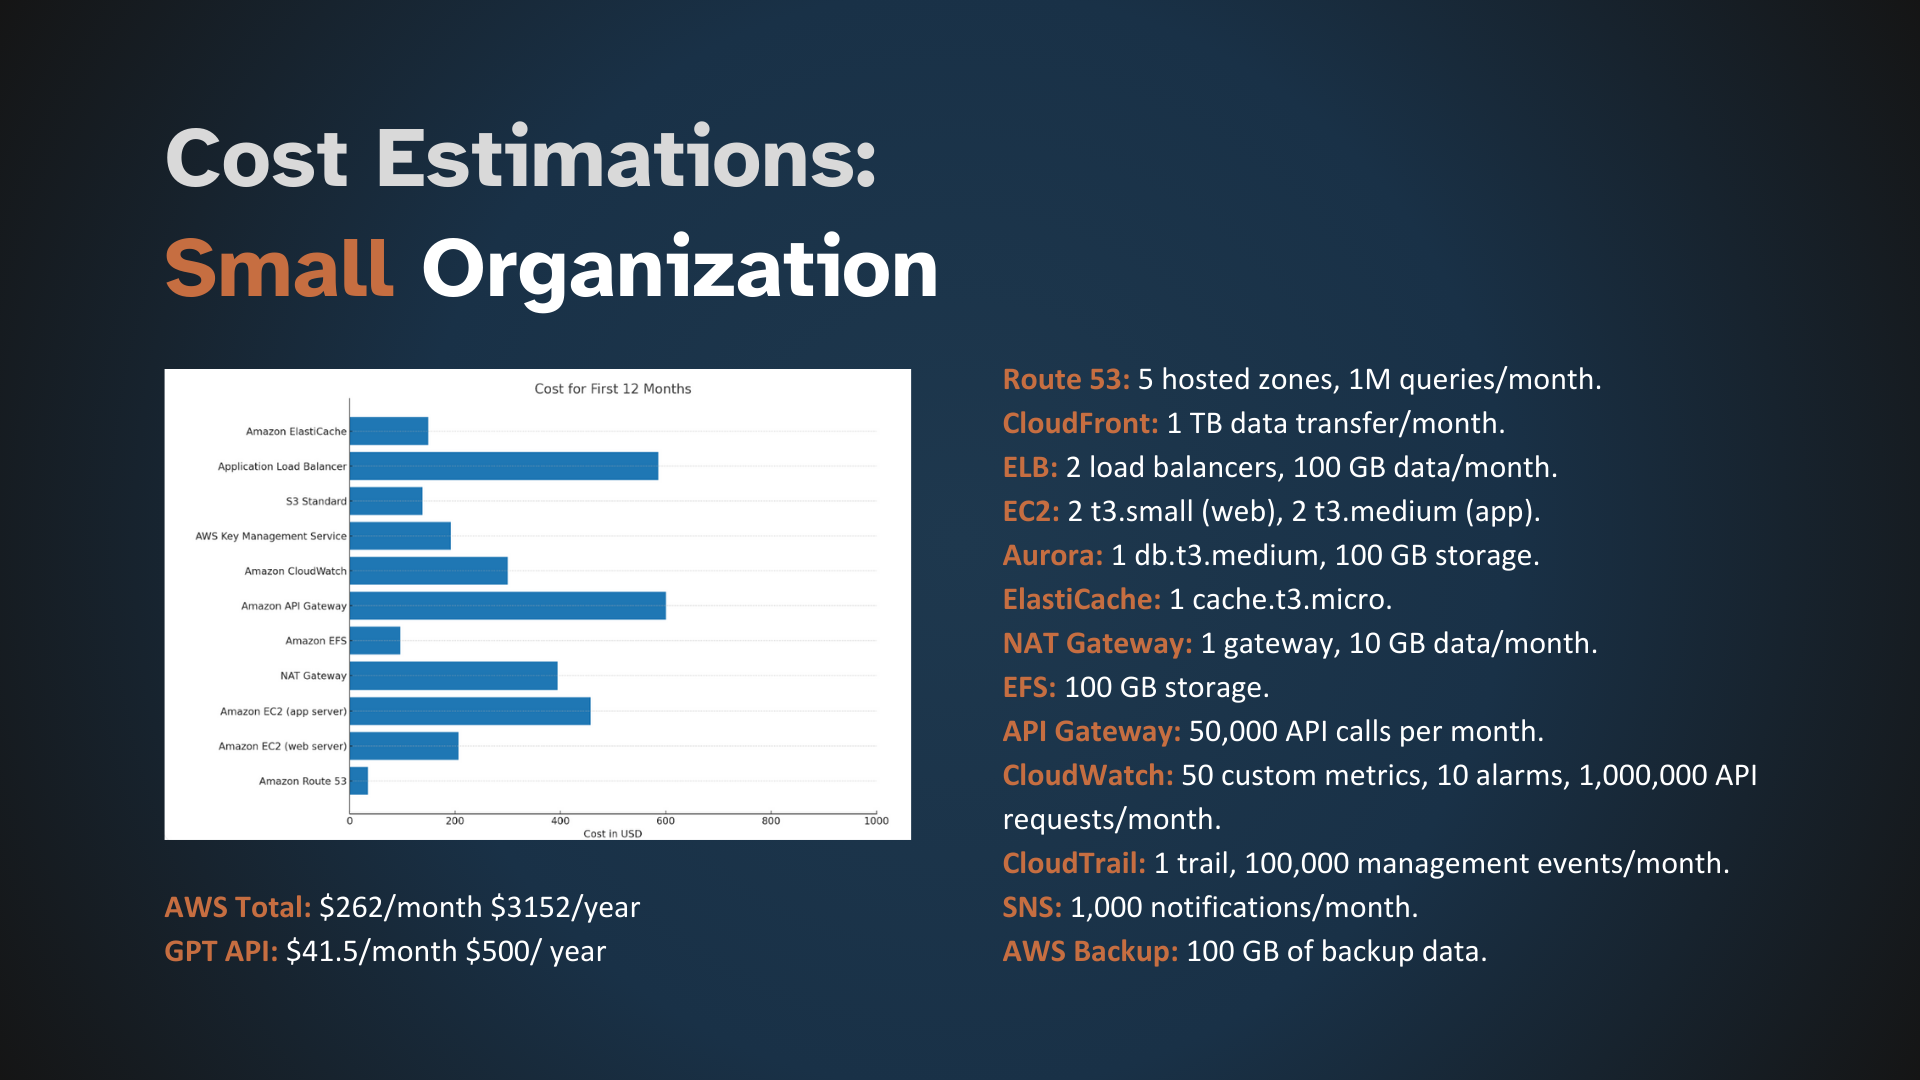 Cost Estimations:
Small Organization
Cost for First 12 Months
Amazon ElastiCache
Application Load Balancer
S3 Standard
AWS Key Management Service
Amazon CloudWatch
Amazon API Gateway
Amazon EFS
NAT Gateway
Amazon EC2 (app server)
Amazon EC2 (web server)
Amazon Route 53
0 200 400 600 800 1000
Cost in USD
AWS Total: $262/month $3152/year
GPT API: $41.5/month $500/ year
Route 53: 5 hosted zones, 1M queries/month.
CloudFront: 1 TB data transfer/month.
ELB: 2 load balancers, 100 GB data/month.
EC2: 2 t3.small (web), 2 t3.medium (app).
Aurora: 1 db.t3.medium, 100 GB storage.
ElastiCache: 1 cache.t3.micro.
NAT Gateway: 1 gateway, 10 GB data/month.
EFS: 100 GB storage.
API Gateway: 50,000 API calls per month.
CloudWatch: 50 custom metrics, 10 alarms, 1,000,000 API
requests/month.
CloudTrail: 1 trail, 100,000 management events/month.
SNS: 1,000 notifications/month.
AWS Backup: 100 GB of backup data.